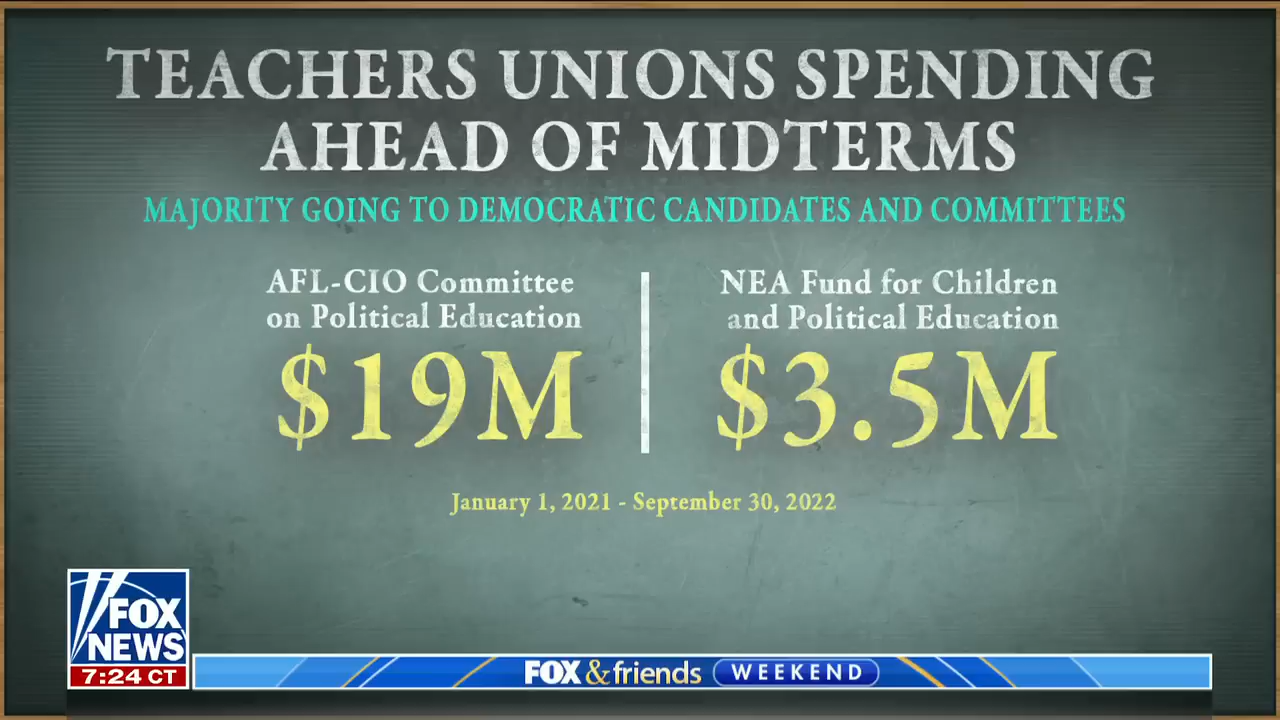 TEACHERS UNIONS SPENDING
AHEAD OF MIDTERMS
MAJORITY GOING TO DEMOCRATIC CANDIDATES AND COMMITTEES
AFL-CIO Committee
on Political Education
$19M
NEA Fund for Children
and Political Education
$3.5M
January 1, 2021 - September 30, 2022
FOX
NEWS
7:24 CT
FOX & friends WEEKEND